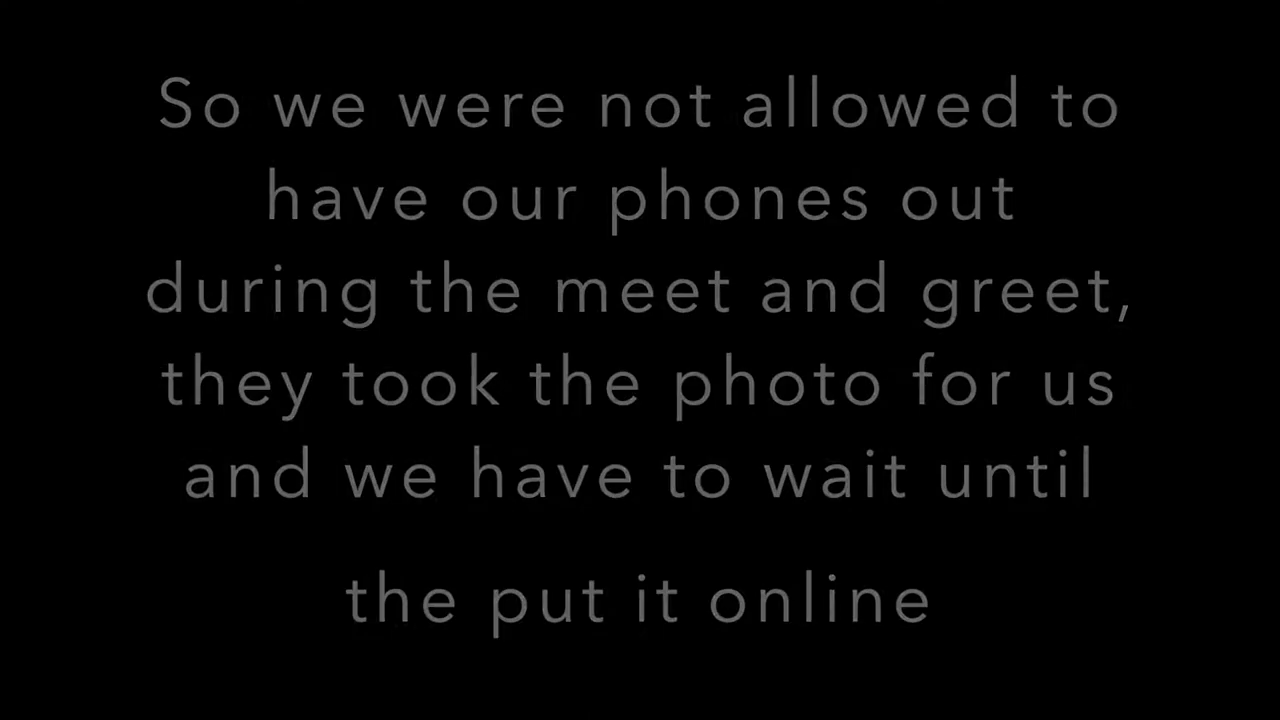 So we were not allowed to
have our phones out
during the meet and greet,
they took the photo for us
and we have to wait until
the put it online